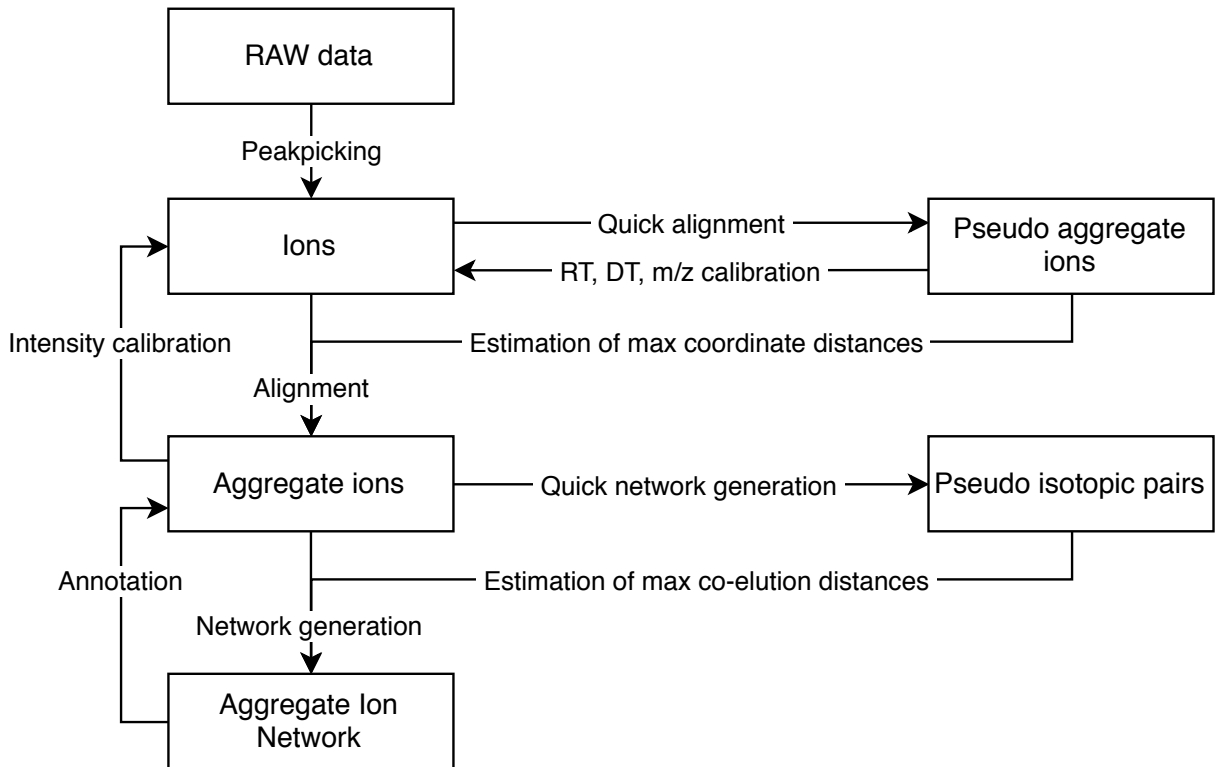 RAW data
Peakpicking
Ions
Quick alignment
Pseudo aggregate
ions
RT, DT, m/z calibration
Intensity calibration
Estimation of max coordinate distances
Alignment
Aggregate ions
Quick network generation
Pseudo isotopic pairs
Annotation
Estimation of max co-elution distances
Network generation
Aggregate Ion
Network